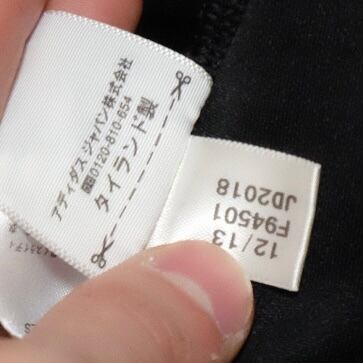 アディダス ジャパン株式会社
0120-810-654
タイランド製
12/13
F94501
JD2018